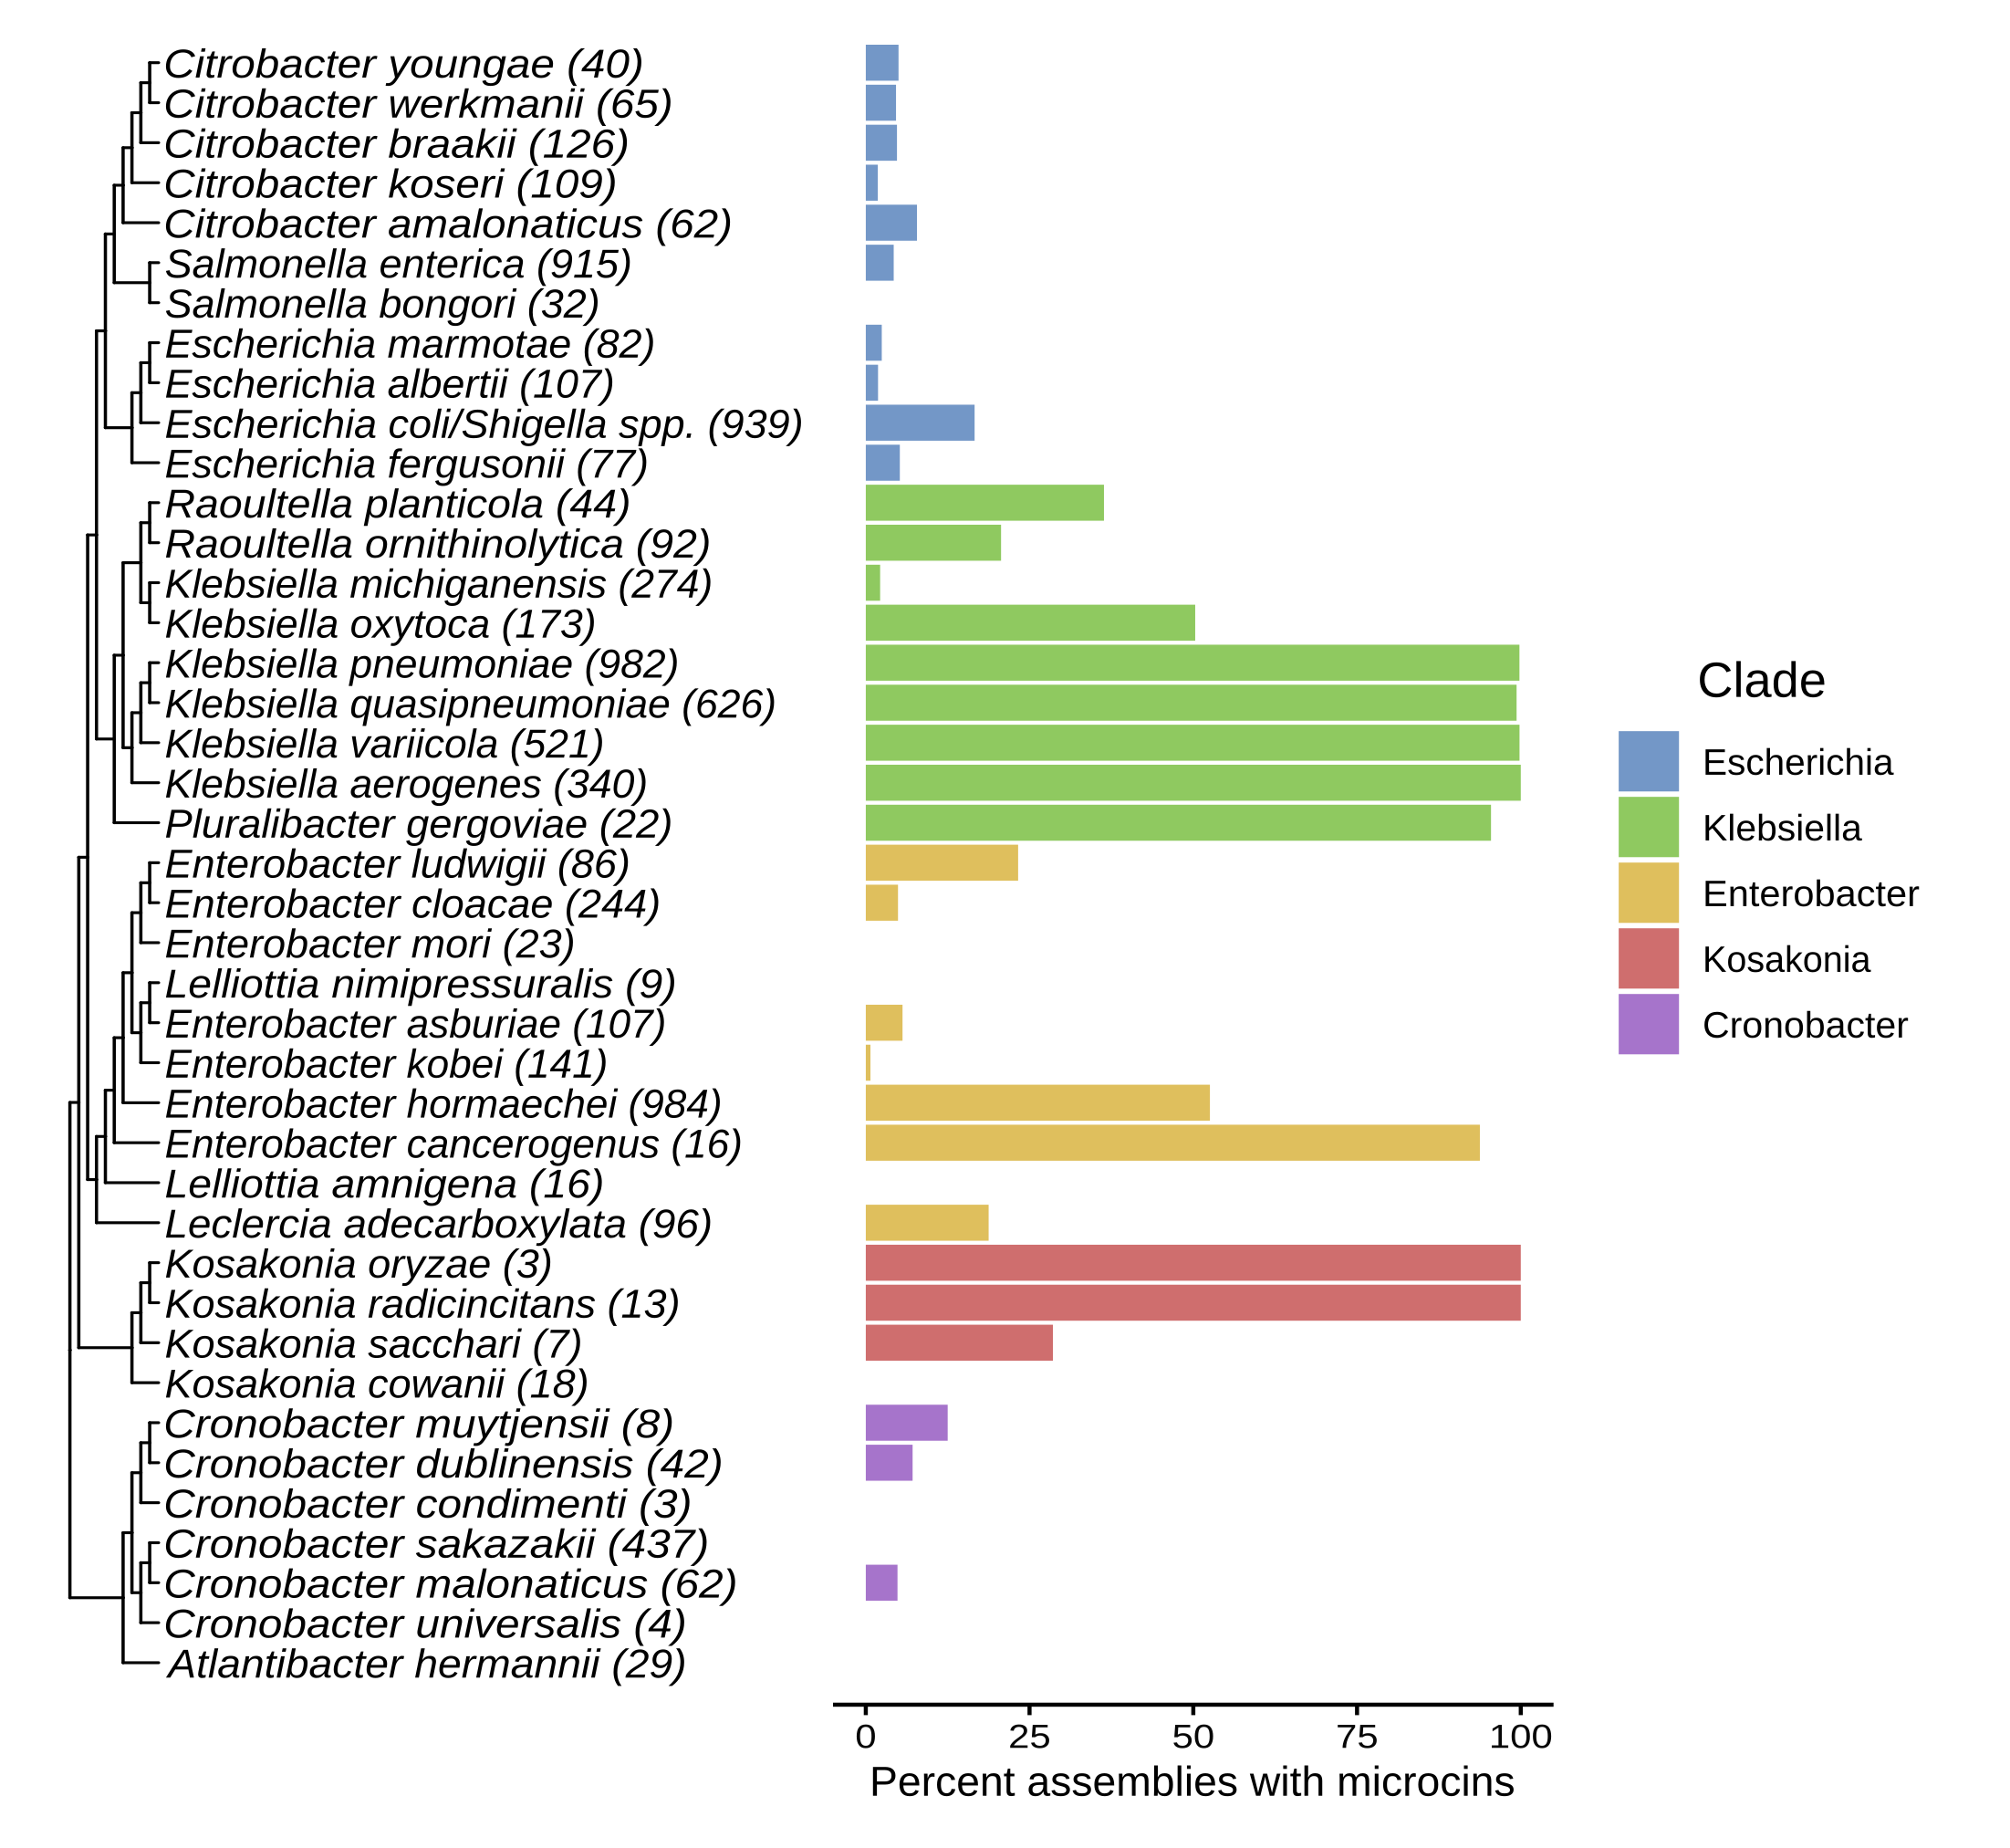 Citrobacter youngae (40)
Citrobacter werkmanii (65)
Citrobacter braakii (126)
Citrobacter koseri (109)
Citrobacter amalonaticus (62)
Salmonella enterica (915)
Salmonella bongori (32)
Escherichia marmotae (82)
Escherichia albertii (107)
Escherichia coli/Shigella spp. (939)
Escherichia fergusonii (77)
Raoultella planticola (44)
Raoultella ornithinolytica (92)
Klebsiella michiganensis (274)
Klebsiella oxytoca (173)
Klebsiella pneumoniae (982)
Klebsiella quasipneumoniae (626)
Klebsiella variicola (521)
Klebsiella aerogenes (340)
Pluralibacter gergoviae (22)
Enterobacter ludwigii (86)
Enterobacter cloacae (244)
Enterobacter mori (23)
Lelliottia nimipressuralis (9)
Enterobacter asburiae (107)
Enterobacter kobei (141)
Enterobacter hormaechei (984)
Enterobacter cancerogenus (16)
Lelliottia amnigena (16)
Leclercia adecarboxylata (96)
Kosakonia oryzae (3)
Kosakonia radicincitans (13)
Kosakonia sacchari (7)
Kosakonia cowanii (18)
Cronobacter muytjensii (8)
Cronobacter dublinensis (42)
Cronobacter condimenti (3)
Cronobacter sakazakii (437)
Cronobacter malonaticus (62)
Cronobacter universalis (4)
Atlantibacter hermannii (29)
0 25 50 75 100
Percent assemblies with microcins
Clade
Escherichia
Klebsiella
Enterobacter
Kosakonia
Cronobacter